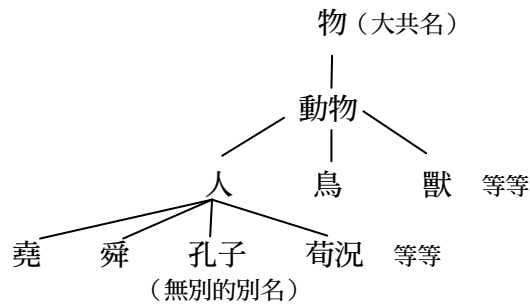 物（大共名）
動物
人 鳥 獸 等等
堯 舜 孔子 荀況 等等
（無別的別名）